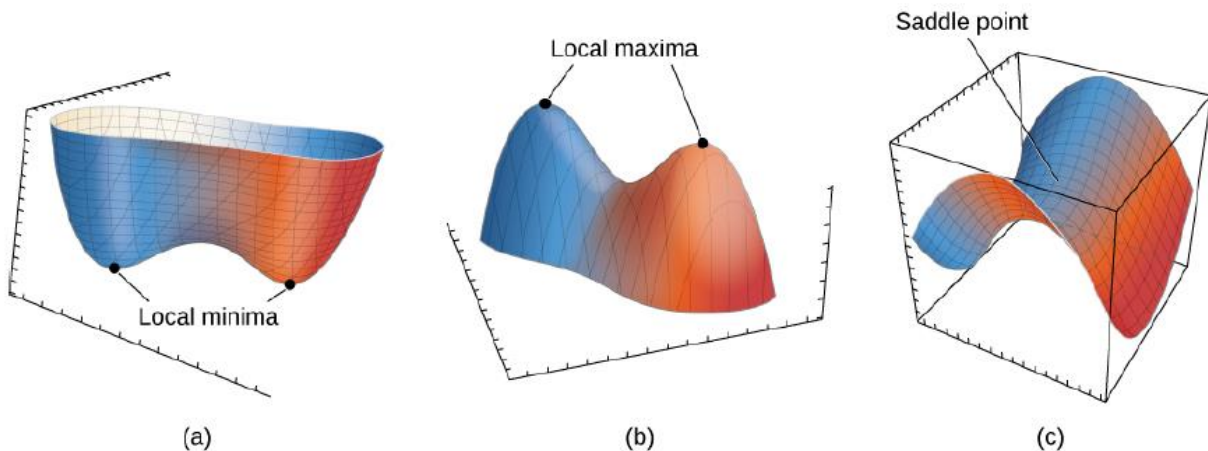 Local minima
(a)
Local maxima
(b)
Saddle point
(c)